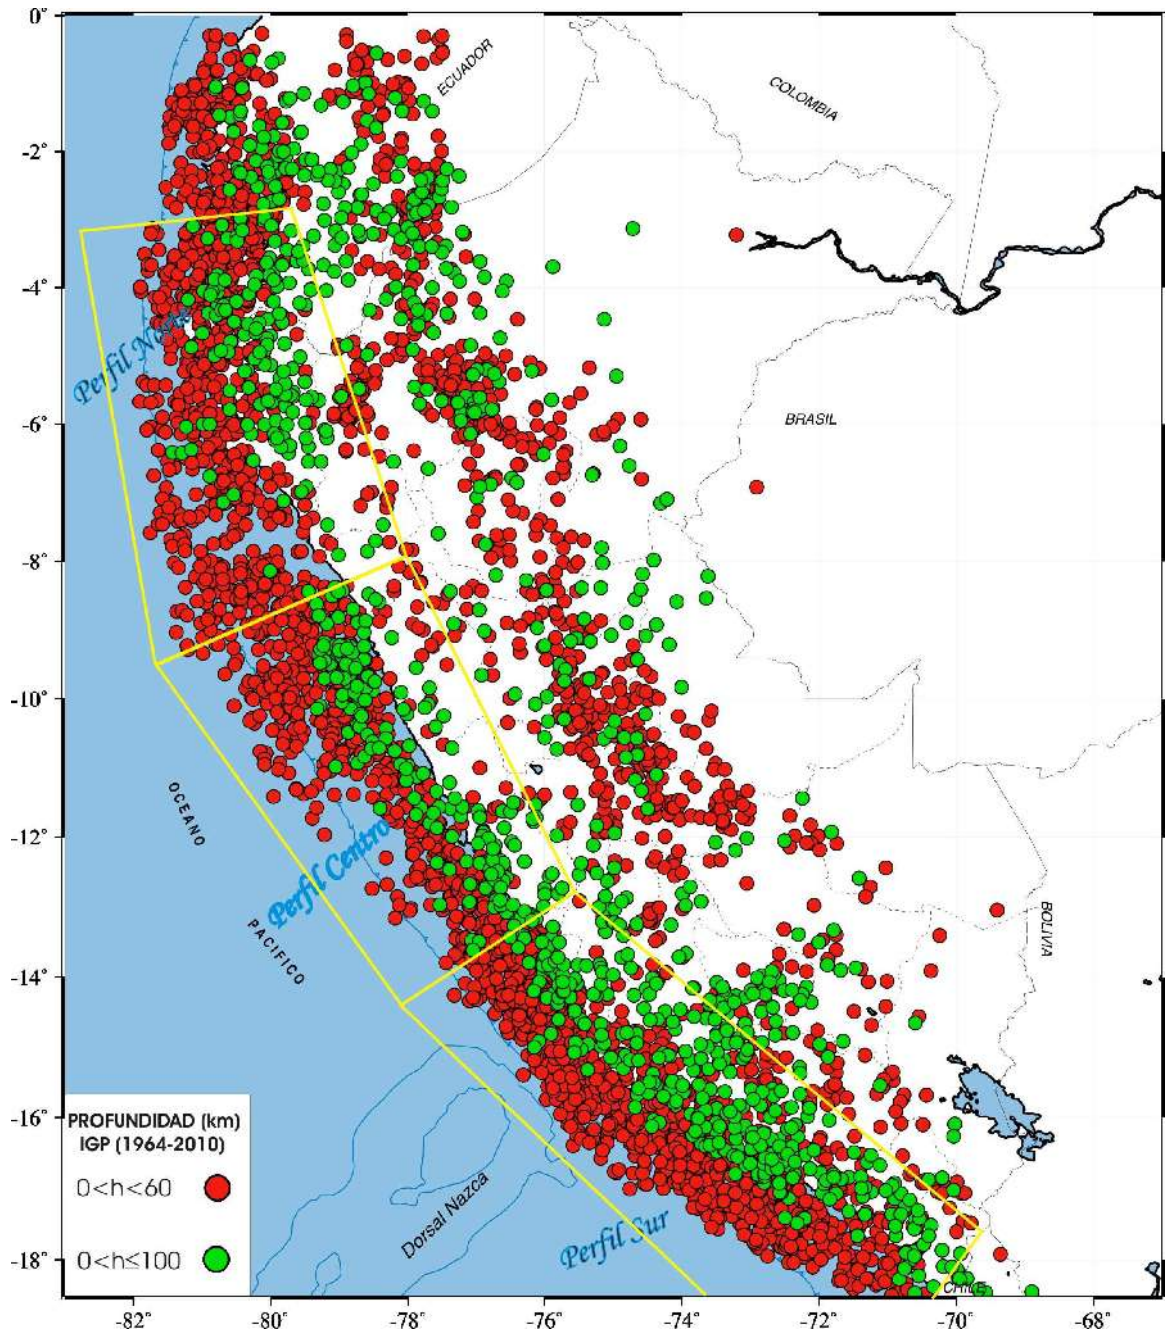 0°
-2°
-4°
-6°
-8°
-10°
-12°
-14°
-16°
-18°
ECUADOR
COLOMBIA
BRASIL
BOLIVIA
CHILE
OCEANO
PACIFICO
Perfil Norte
Perfil Centro
Perfil Sur
Dorsal Nazca
PROFUNDIDAD (km)
IGP (1964-2010)
0<h<60
0<h≤100
-82° -80° -78° -76° -74° -72° -70° -68°